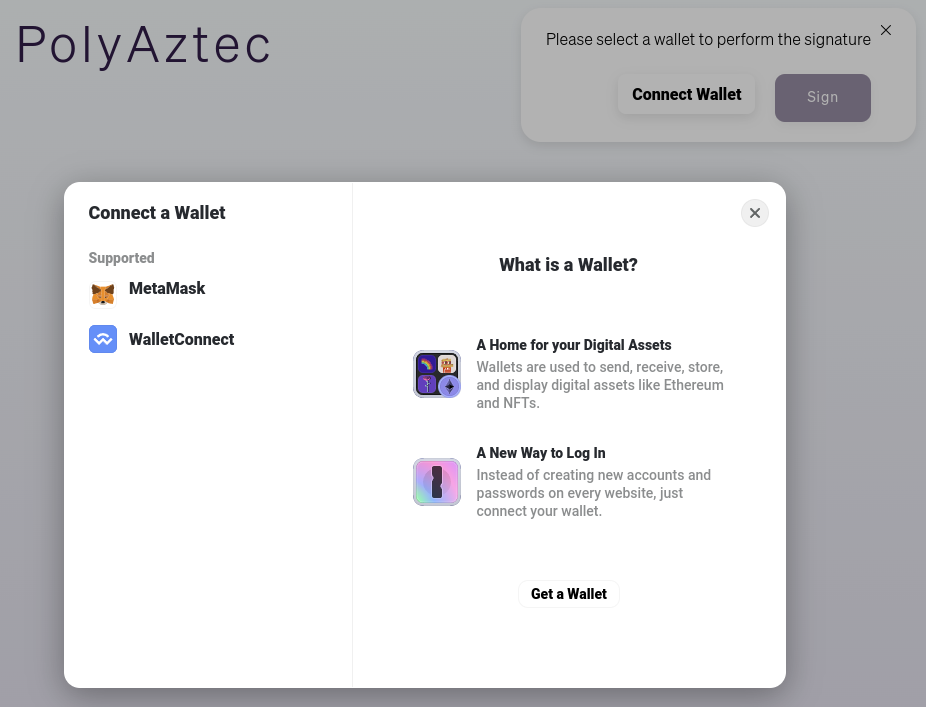 PolyAztec
Please select a wallet to perform the signature
Connect Wallet
Sign
Connect a Wallet
Supported
MetaMask
WalletConnect
What is a Wallet?
A Home for your Digital Assets
Wallets are used to send, receive, store,
and display digital assets like Ethereum
and NFTs.
A New Way to Log In
Instead of creating new accounts and
passwords on every website, just
connect your wallet.
Get a Wallet